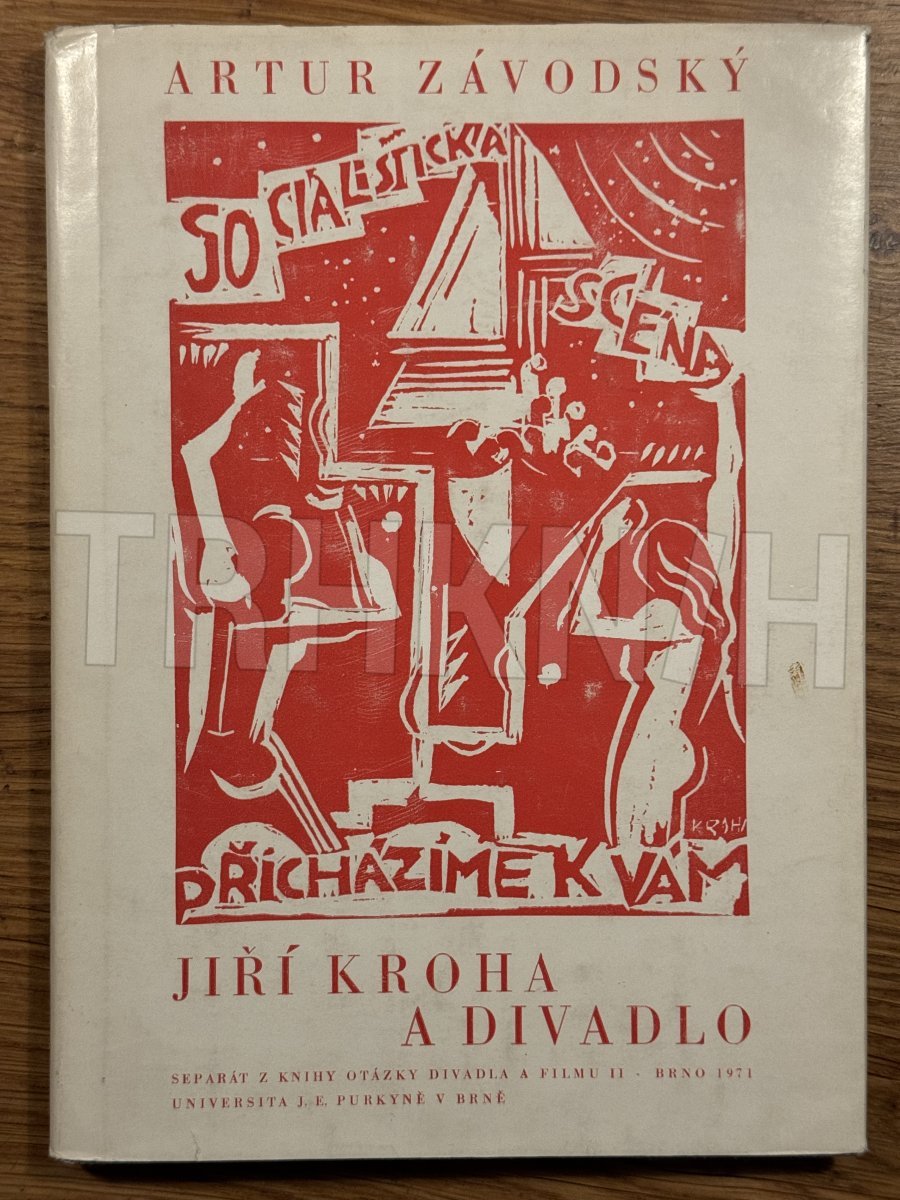 ARTUR ZÁVODSKÝ
SOCIALISTICKÁ
SCÉNA
TRHKNIH
KROHA
PŘICHÁZÍME K VÁM
JIŘÍ KROHA
A DIVADLO
SEPARÁT Z KNIHY OTÁZKY DIVADLA A FILMU II - BRNO 1971
UNIVERSITA J. E. PURKYNĚ V BRNĚ